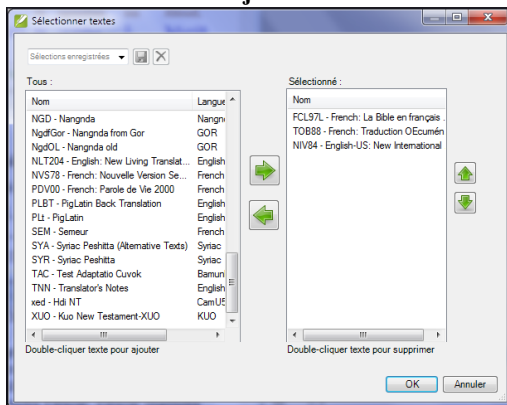 Sélectionner textes
Sélections enregistrées
Tous :
Nom Langue
NGD - Nangnda Nangn
NgdfGor - Nangnda from Gor GOR
NgdOL - Nangnda old GOR
NLT204 - English: New Living Translat... English
NVS78 - French: Nouvelle Version Se... French
PDV00 - French: Parole de Vie 2000 French
PLBT - PigLatin Back Translation English
PLt - PigLatin English
SEM - Semeur French
SYA - Syriac Peshitta (Alternative Texts) Syriac
SYR - Syriac Peshitta Syriac
TAC - Test Adaptatio Cuvok Bamun
TNN - Translator's Notes English
xed - Hdi NT CamU5
XUO - Kuo New Testament-XUO KUO
Double-cliquer texte pour ajouter
Sélectionné :
Nom
FCL97L - French: La Bible en français
TOB88 - French: Traduction OEcumén
NIV84 - English-US: New International
Double-cliquer texte pour supprimer
OK Annuler